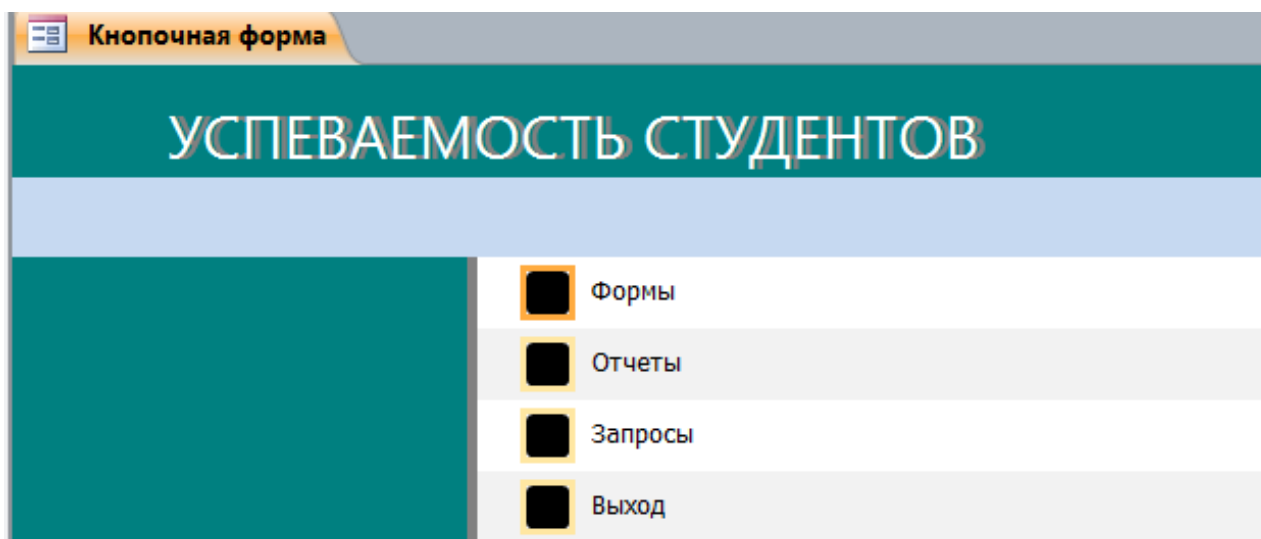 Кнопочная форма
УСПЕВАЕМОСТЬ СТУДЕНТОВ
Формы
Отчеты
Запросы
Выход